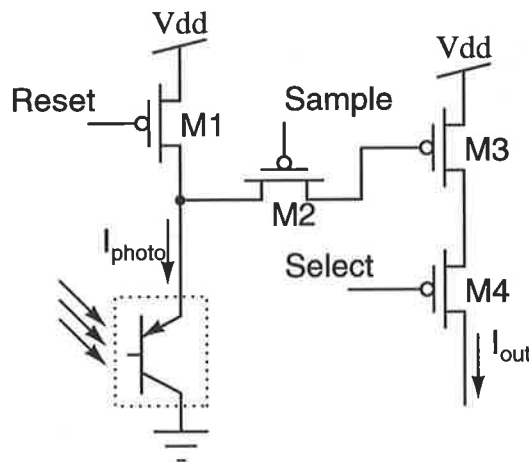 Vdd
Vdd
Reset
M1
Sample
M3
M2
Iphoto
Select
M4
Iout